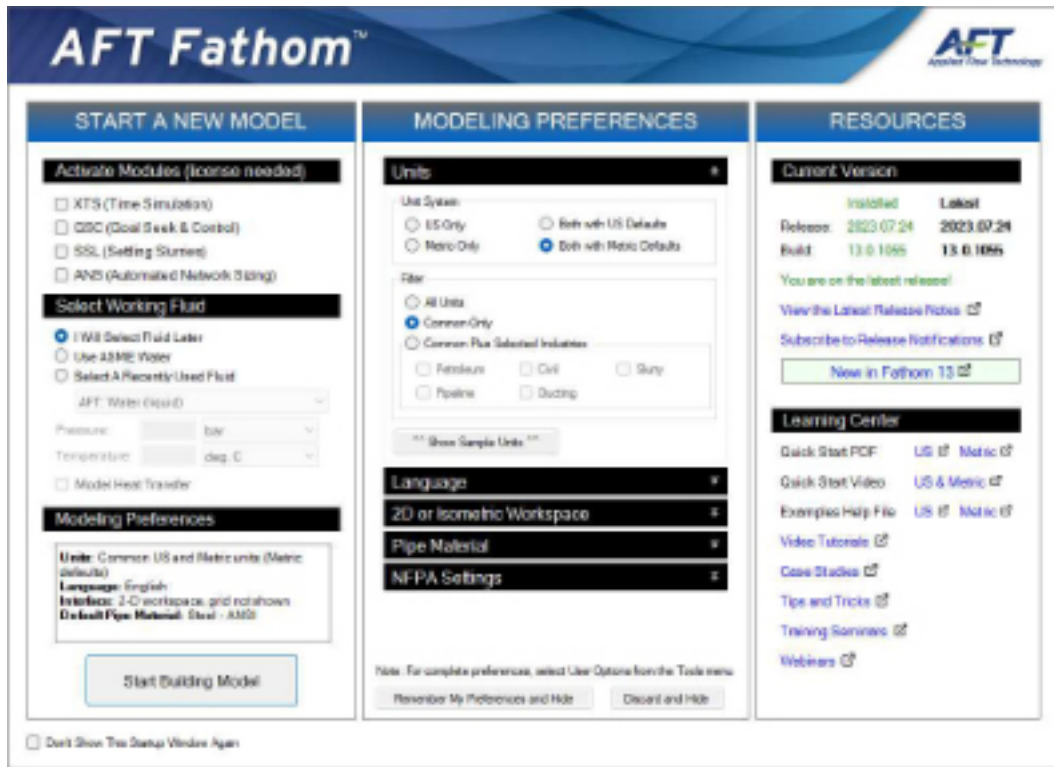 AFT Fathom™
AFT
Applied Flow Technology
START A NEW MODEL
Activate Modules (license needed)
XTS (Time Simulation)
GSC (Goal Seek & Control)
SSL (Settling Slurries)
ANS (Automated Network Sizing)
Select Working Fluid
I Will Select Fluid Later
Use ASME Water
Select A Recently Used Fluid
AFT: Water (liquid)
Pressure: bar
Temperature: deg. C
Model Heat Transfer
Modeling Preferences
Units: Common US and Metric units (Metric
defaults)
Language: English
Interface: 2-D workspace, grid not shown
Default Pipe Material: Steel - ANSI
Start Building Model
Don't Show This Startup Window Again
MODELING PREFERENCES
Units
Unit System
US Only Both with US Defaults
Metric Only Both with Metric Defaults
Filter
All Units
Common Only
Common Plus Selected Industries
Petroleum Civil Slurry
Pipeline Ducting
Show Sample Units
Language
2D or Isometric Workspace
Pipe Material
NFPA Settings
Note: For complete preferences, select User Options from the Tools menu
Remember My Preferences and Hide Discard and Hide
RESOURCES
Current Version
Installed Latest
Release: 2023.07.24 2023.07.24
Build: 13.0.1055 13.0.1055
You are on the latest release!
View the Latest Release Notes
Subscribe to Release Notifications
New in Fathom 13
Learning Center
Quick Start PDF US Metric
Quick Start Video US & Metric
Examples Help File US Metric
Video Tutorials
Case Studies
Tips and Tricks
Training Seminars
Webinars